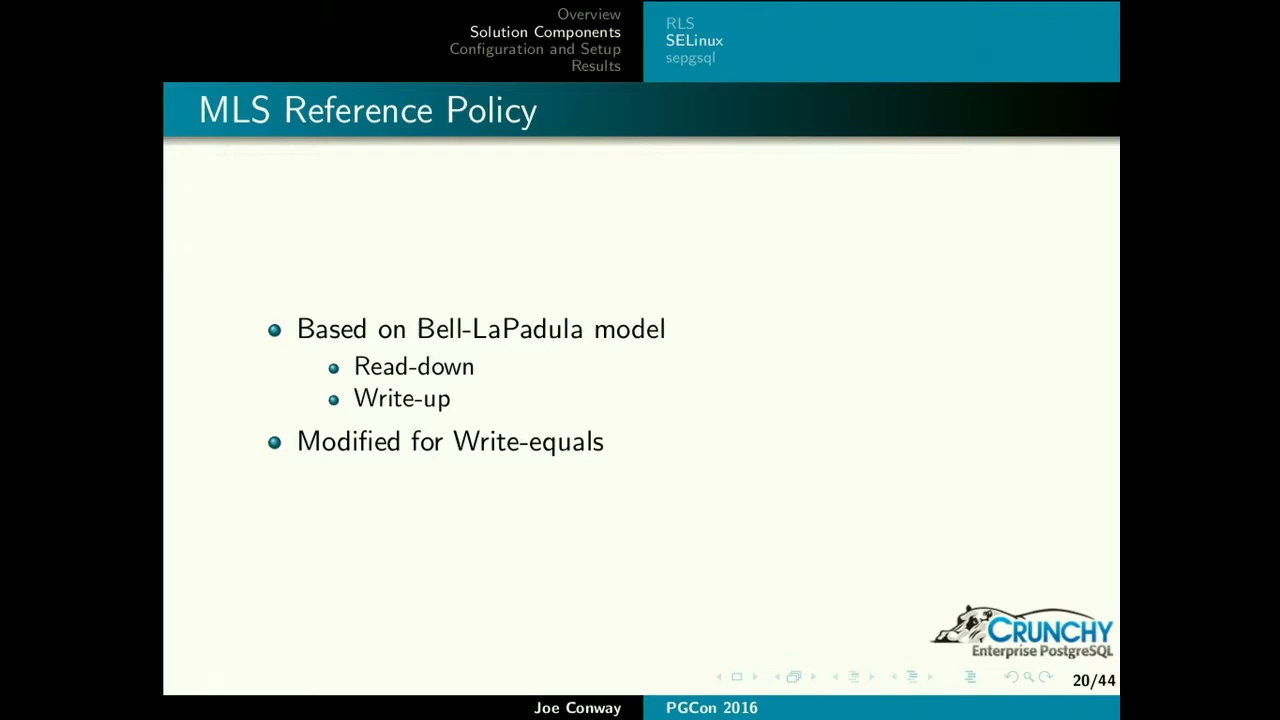 Overview
Solution Components
Configuration and Setup
Results
RLS
SELinux
sepgsql
MLS Reference Policy
Based on Bell-LaPadula model
Read-down
Write-up
Modified for Write-equals
CRUNCHY
Enterprise PostgreSQL
20/44
Joe Conway
PGCon 2016